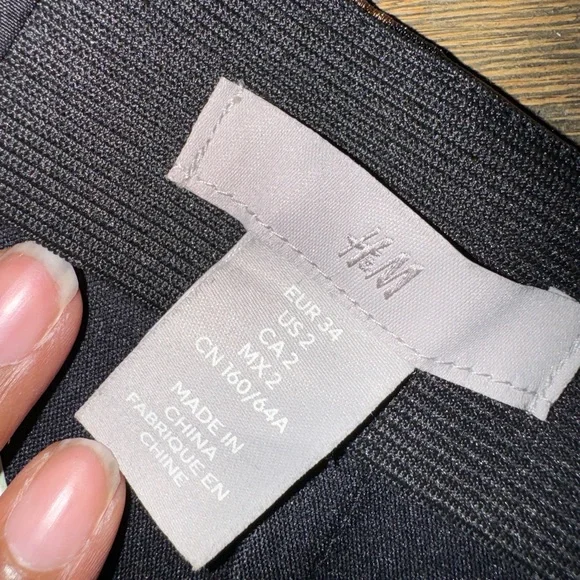 H&M
EUR 34
US 2
CA 2
MX 2
CN 160/64A
MADE IN
CHINA
FABRIQUE EN
CHINE